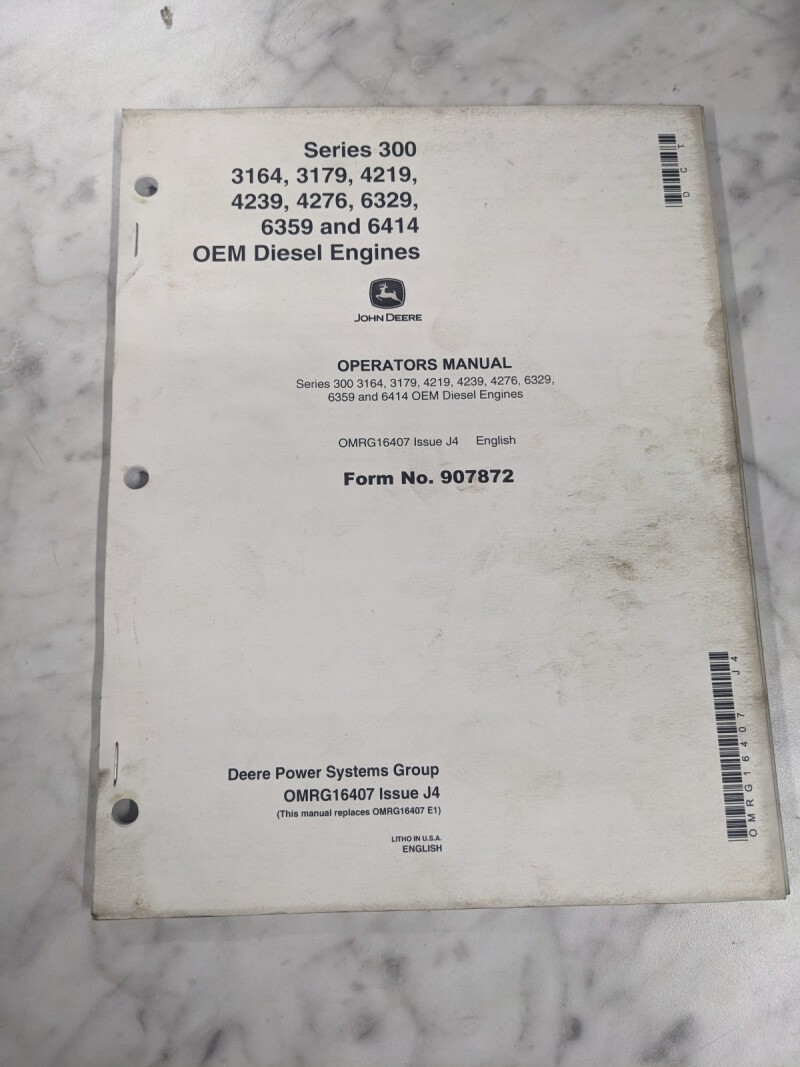 Series 300
3164, 3179, 4219,
4239, 4276, 6329,
6359 and 6414
OEM Diesel Engines
JOHN DEERE
OPERATORS MANUAL
Series 300 3164, 3179, 4219, 4239, 4276, 6329,
6359 and 6414 OEM Diesel Engines
OMRG16407 Issue J4 English
Form No. 907872
Deere Power Systems Group
OMRG16407 Issue J4
(This manual replaces OMRG16407 E1)
LITHO IN U.S.A.
ENGLISH
D C T
OMRG16407 J4